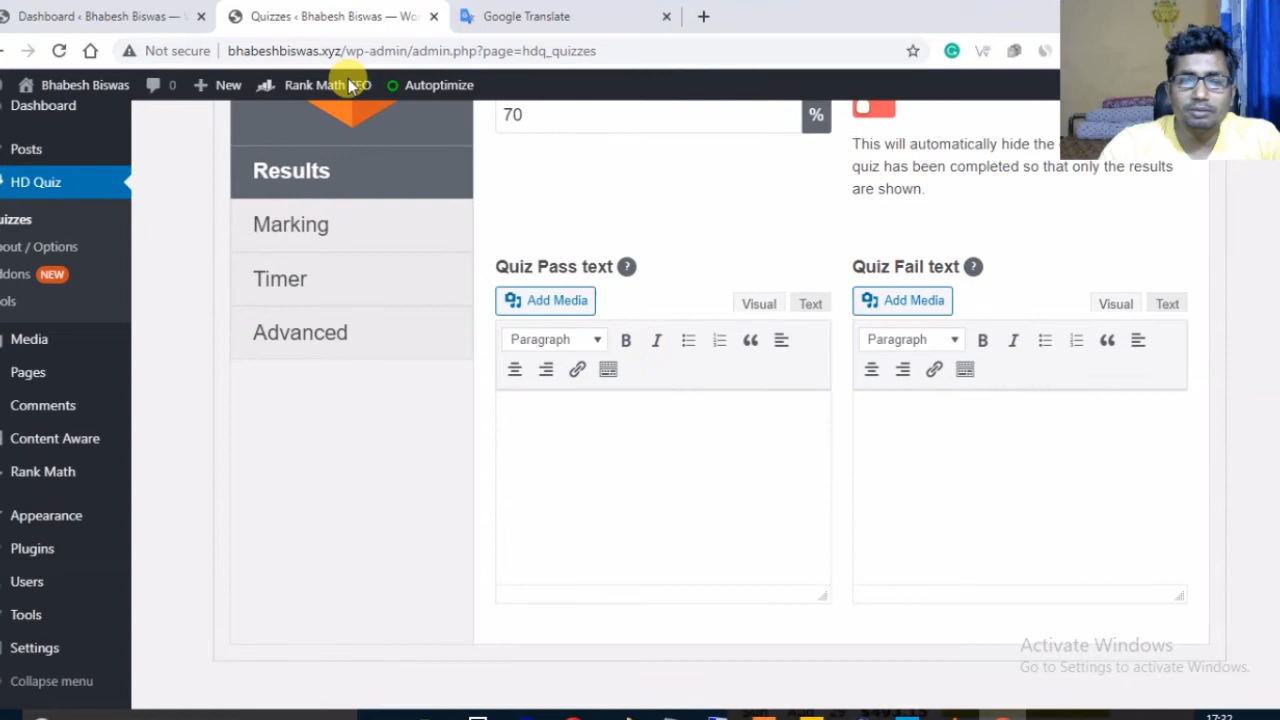 Dashboard ‹ Bhabesh Biswas —
Quizzes ‹ Bhabesh Biswas — Wo
Google Translate
Not secure
bhabeshbiswas.xyz/wp-admin/admin.php?page=hdq_quizzes
Bhabesh Biswas
0
New
Rank Math SEO
Autoptimize
Dashboard
Posts
HD Quiz
uizzes
bout / Options
ddons NEW
ols
Media
Pages
Comments
Content Aware
Rank Math
Appearance
Plugins
Users
Tools
Settings
Collapse menu
Results
Marking
Timer
Advanced
70
%
This will automatically hide the
quiz has been completed so that only the results
are shown.
Quiz Pass text ?
Add Media
Visual
Text
Paragraph
B
I
Quiz Fail text ?
Add Media
Visual
Text
Paragraph
B
I
Activate Windows
Go to Settings to activate Windows.